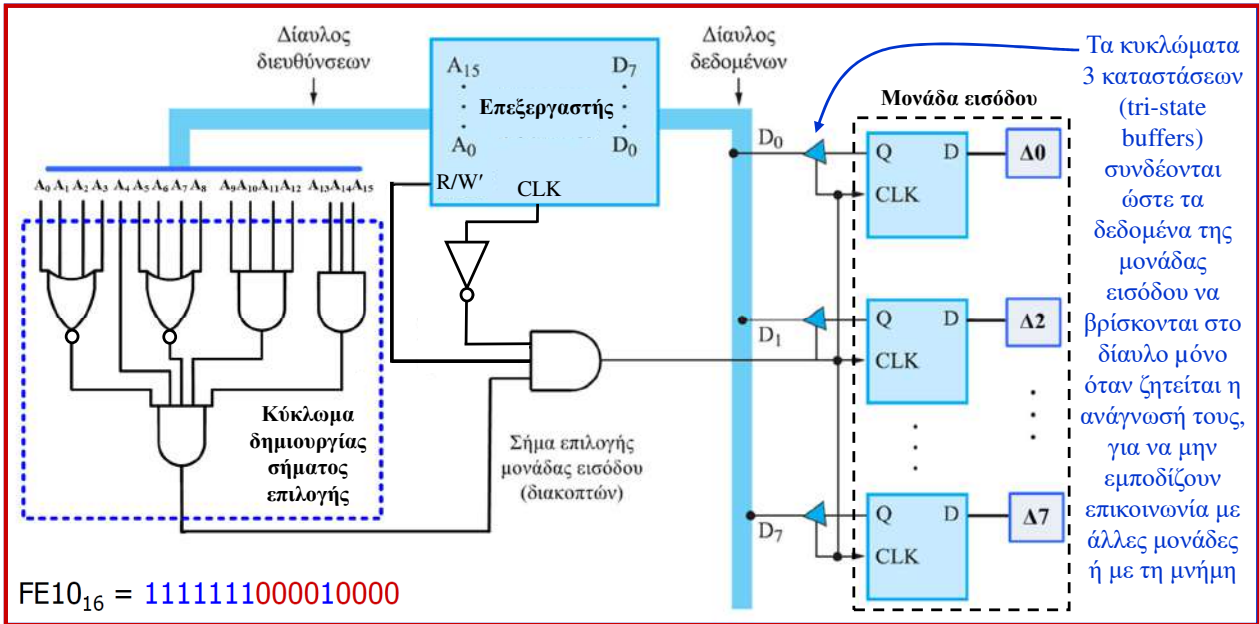 Δίαυλος
διευθύνσεων
A15
A0
Επεξεργαστής
D7
D0
R/W′
CLK
Δίαυλος
δεδομένων
A0 A1 A2 A3 A4 A5 A6 A7 A8 A9 A10 A11 A12 A13 A14 A15
Κύκλωμα
δημιουργίας
σήματος
επιλογής
Σήμα επιλογής
μονάδας εισόδου
(διακοπτών)
Μονάδα εισόδου
D0
Q D
CLK
Δ0
D1
Q D
CLK
Δ2
D7
Q D
CLK
Δ7
Τα κυκλώματα
3 καταστάσεων
(tri-state
buffers)
συνδέονται
ώστε τα
δεδομένα της
μονάδας
εισόδου να
βρίσκονται στο
δίαυλο μόνο
όταν ζητείται η
ανάγνωσή τους,
για να μην
εμποδίζουν
επικοινωνία με
άλλες μονάδες
ή με τη μνήμη
FE10₁₆ = 1111111000010000